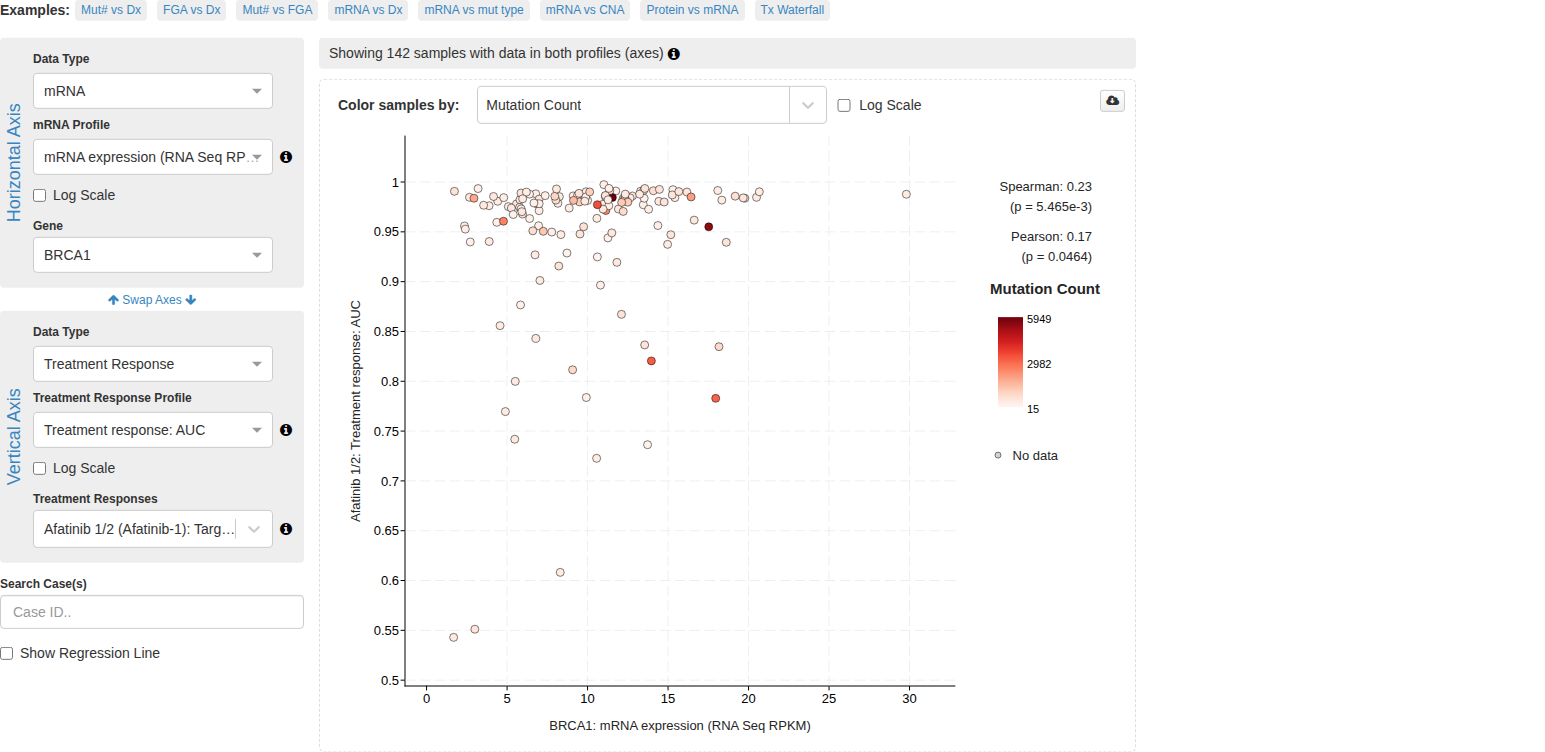 Examples: Mut# vs Dx FGA vs Dx Mut# vs FGA mRNA vs Dx mRNA vs mut type mRNA vs CNA Protein vs mRNA Tx Waterfall
Horizontal Axis
Data Type
mRNA
mRNA Profile
mRNA expression (RNA Seq RP...
Log Scale
Gene
BRCA1
Swap Axes
Vertical Axis
Data Type
Treatment Response
Treatment Response Profile
Treatment response: AUC
Log Scale
Treatment Responses
Afatinib 1/2 (Afatinib-1): Targ...
Search Case(s)
Case ID..
Show Regression Line
Showing 142 samples with data in both profiles (axes)
Color samples by: Mutation Count Log Scale
Afatinib 1/2: Treatment response: AUC
1
0.95
0.9
0.85
0.8
0.75
0.7
0.65
0.6
0.55
0.5
0 5 10 15 20 25 30
BRCA1: mRNA expression (RNA Seq RPKM)
Spearman: 0.23
(p = 5.465e-3)
Pearson: 0.17
(p = 0.0464)
Mutation Count
5949
2982
15
No data